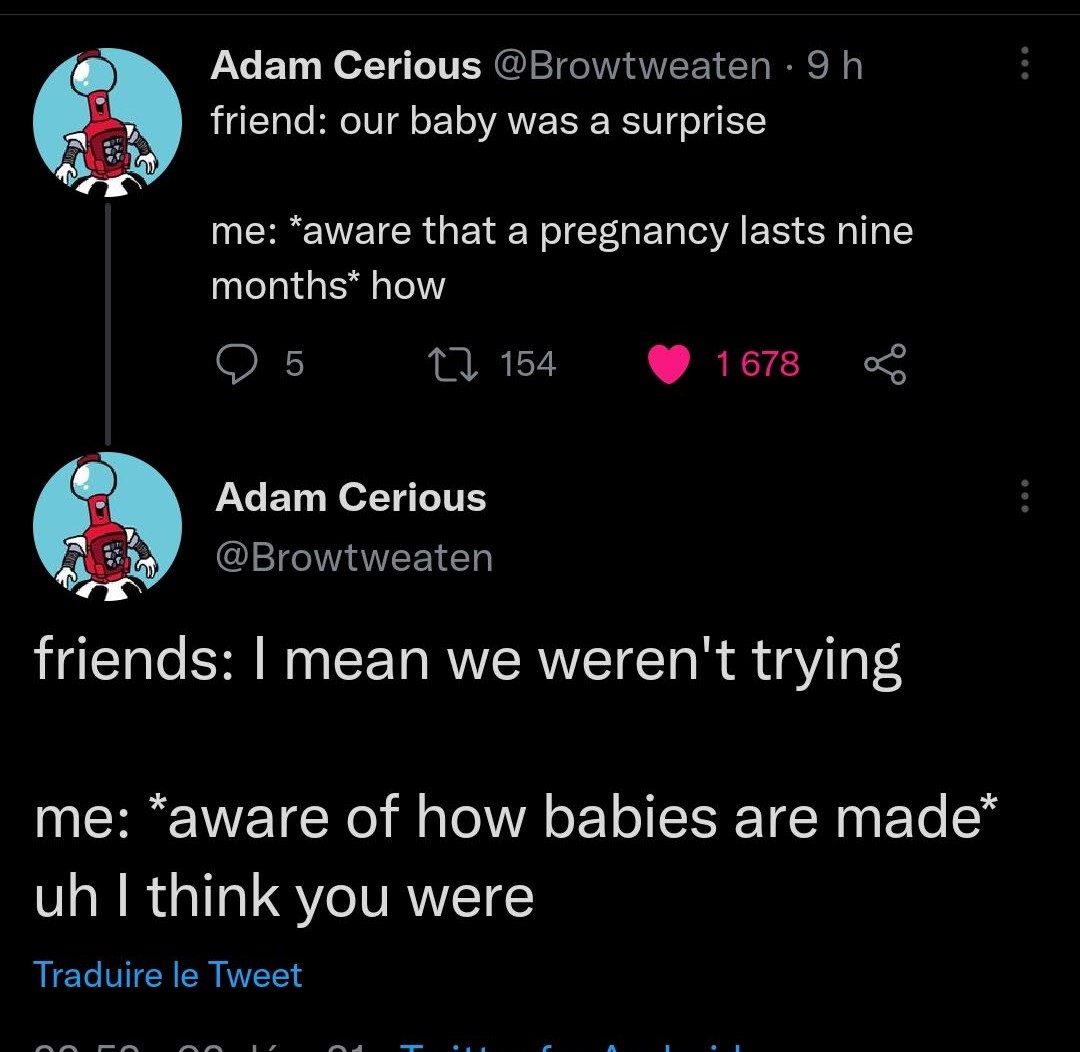 Adam Cerious @Browtweaten · 9 h
friend: our baby was a surprise
me: *aware that a pregnancy lasts nine
months* how
5 154 1 678
Adam Cerious
@Browtweaten
friends: I mean we weren't trying
me: *aware of how babies are made*
uh I think you were
Traduire le Tweet